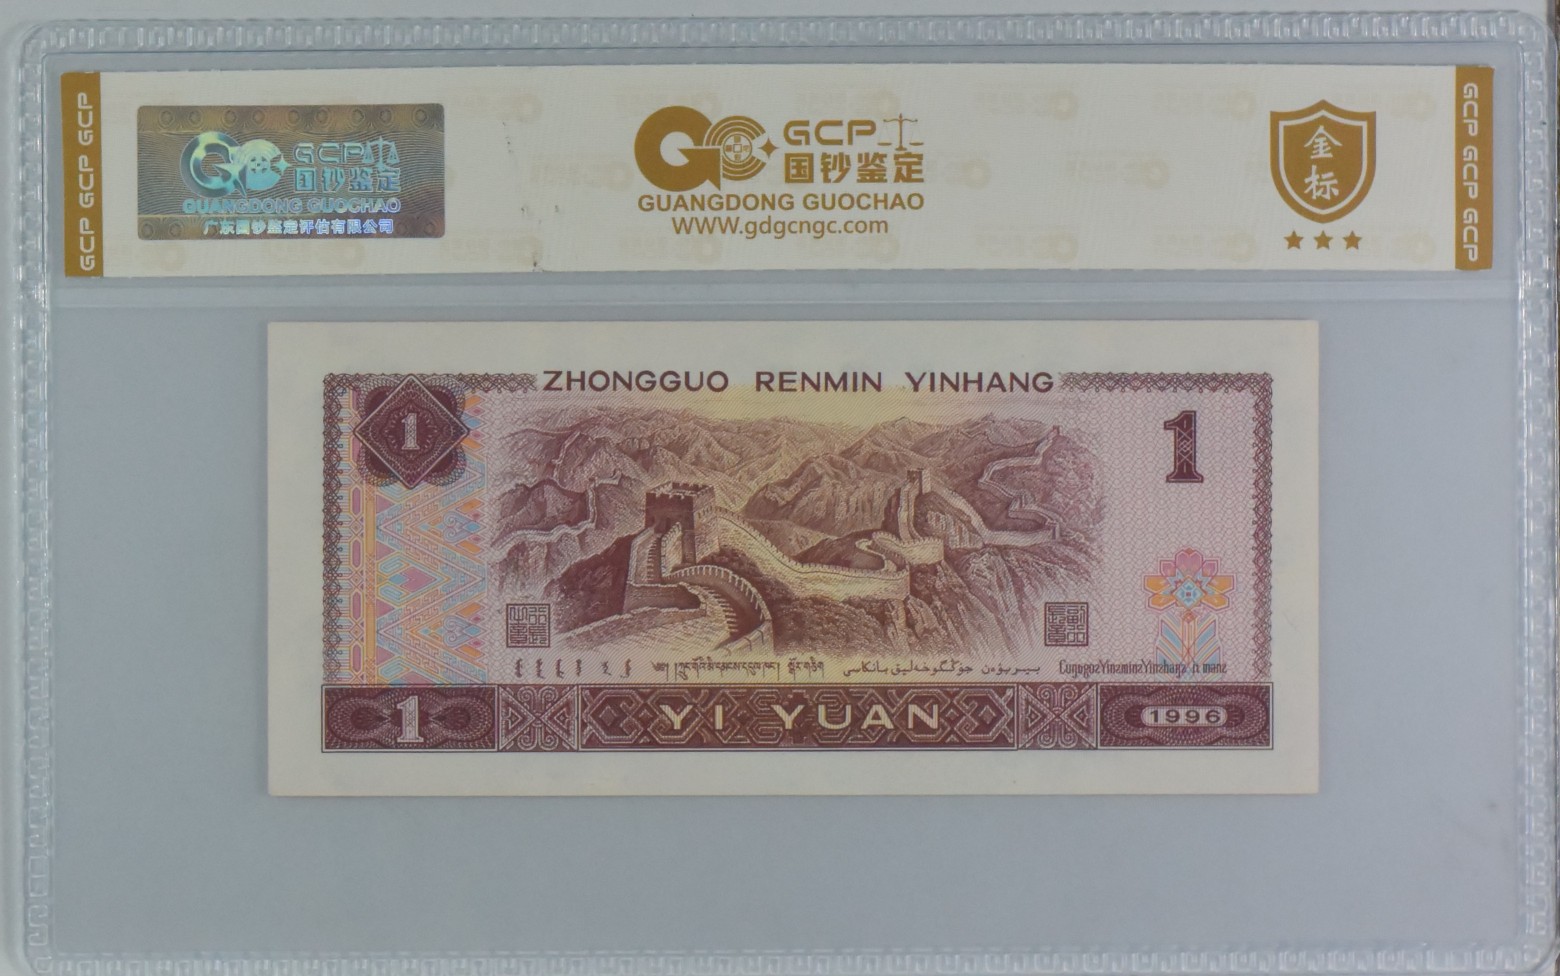 GCP GCP GCP
GCP
国钞鉴定
GUANGDONG GUOCHAO
广东国钞鉴定评估有限公司
GCP
国钞鉴定
GUANGDONG GUOCHAO
WWW.gdgcngc.com
金标
GCP GCP GCP
ZHONGGUO RENMIN YINHANG
1
1
1
YI YUAN
1996